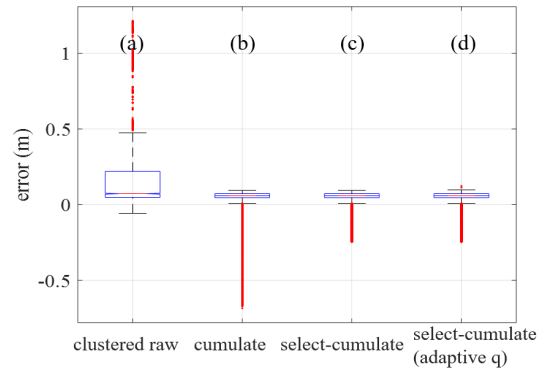 (a) (b) (c) (d)
1
0.5
0
-0.5
error (m)
clustered raw cumulate select-cumulate select-cumulate
(adaptive q)